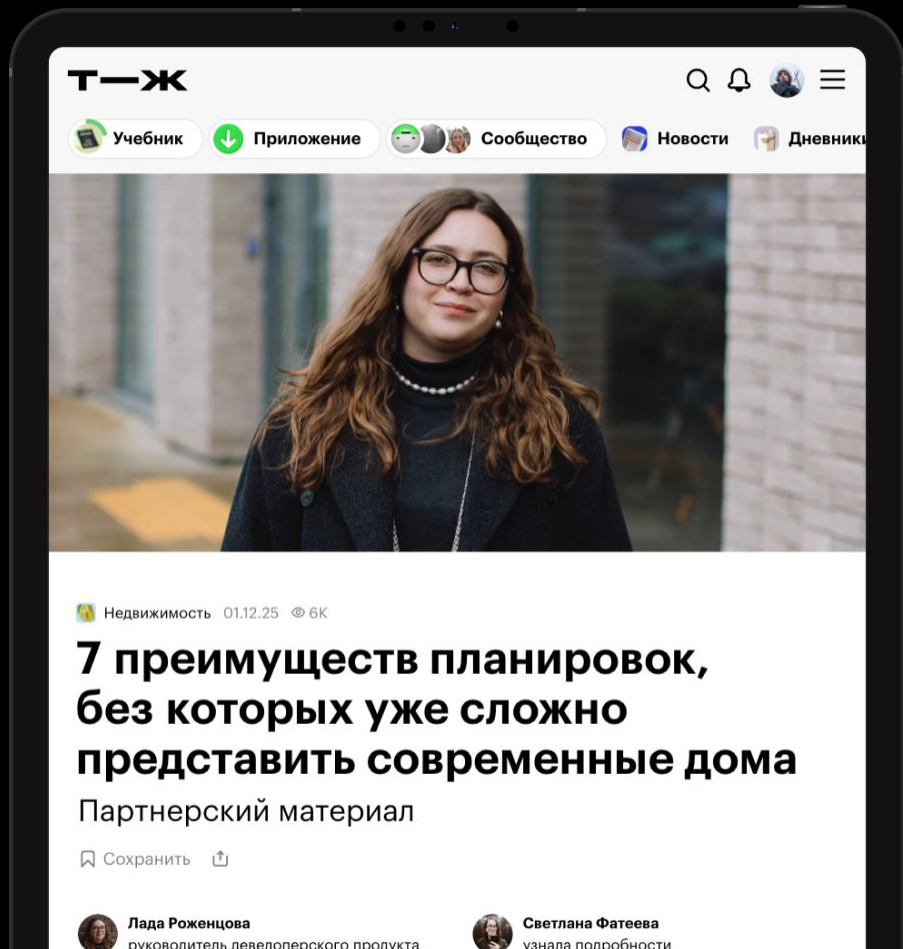 Т—Ж
Учебник
Приложение
Сообщество
Новости
Дневники
Недвижимость 01.12.25 6K
7 преимуществ планировок,
без которых уже сложно
представить современные дома
Партнерский материал
Сохранить
Лада Роженцова
руководитель девелоперского продукта
Светлана Фатеева
узнала подробности